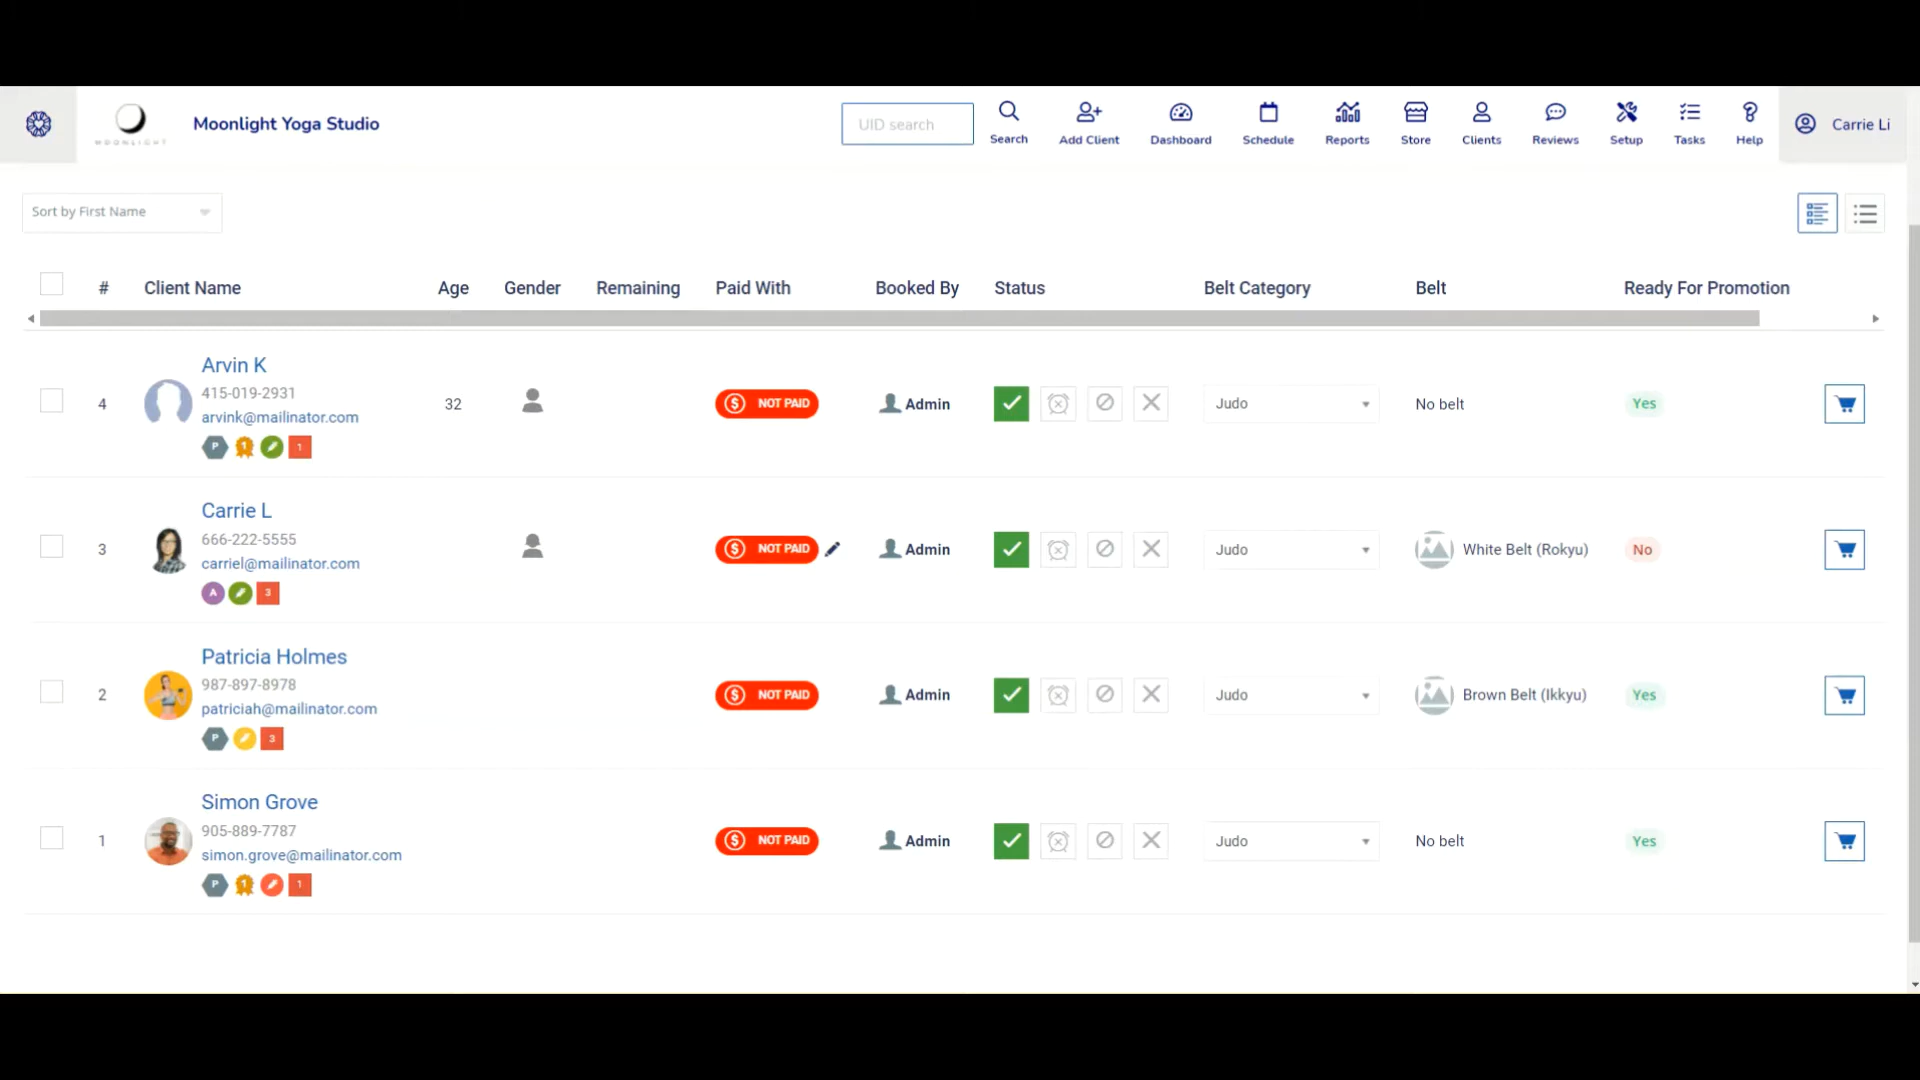 MOONLIGHT
Moonlight Yoga Studio
UID search
Search
Add Client
Dashboard
Schedule
Reports
Store
Clients
Reviews
Setup
Tasks
Help
Carrie Li
Sort by First Name
# Client Name Age Gender Remaining Paid With Booked By Status Belt Category Belt Ready For Promotion
Arvin K
415-019-2931
4 32 NOT PAID Admin Judo No belt Yes
arvink@mailinator.com
P 1 1
Carrie L
666-222-5555
3 NOT PAID Admin Judo White Belt (Rokyu) No
carriel@mailinator.com
A 3
Patricia Holmes
987-897-8978
2 NOT PAID Admin Judo Brown Belt (Ikkyu) Yes
patriciah@mailinator.com
P 3
Simon Grove
905-889-7787
1 NOT PAID Admin Judo No belt Yes
simon.grove@mailinator.com
P 1 1